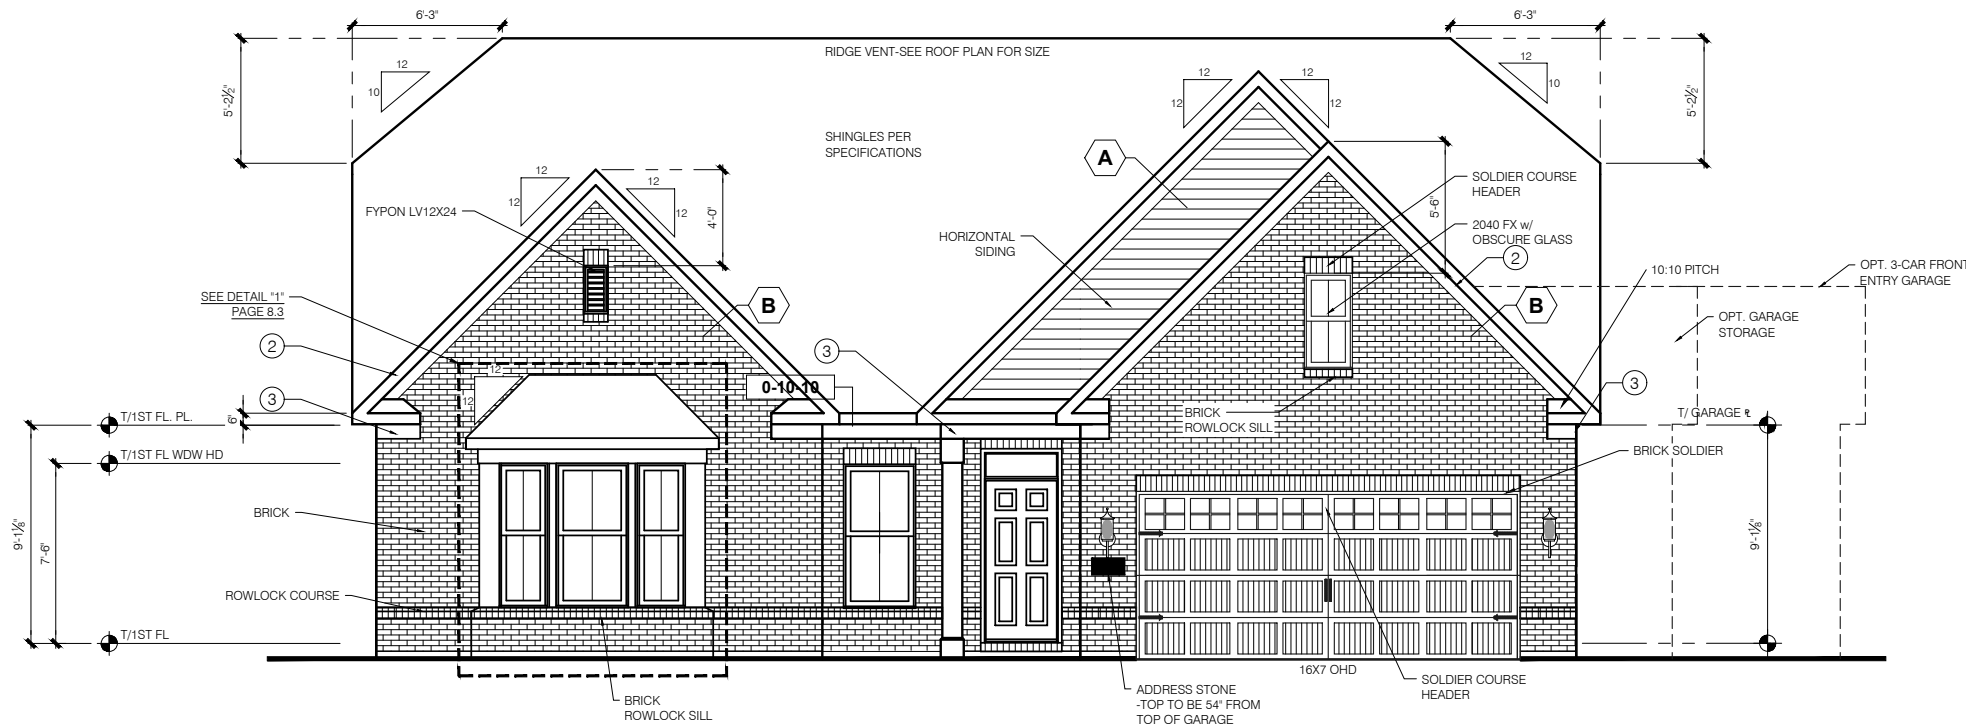 6'-3"
6'-3"
RIDGE VENT-SEE ROOF PLAN FOR SIZE
12
10
5'-2½"
12
10
5'-2½"
12
12
12
12
SHINGLES PER
SPECIFICATIONS
A
5'-6"
SOLDIER COURSE
HEADER
12
12
12
12
4'-0"
FYPON LV12X24
2040 FX w/
OBSCURE GLASS
HORIZONTAL
SIDING
2
10:10 PITCH
OPT. 3-CAR FRONT
ENTRY GARAGE
SEE DETAIL "1"
PAGE 8.3
B
B
OPT. GARAGE
STORAGE
2
3
12
12
0-10-10
3
3
T/1ST FL. PL.
6"
BRICK
ROWLOCK SILL
T/ GARAGE ⅊
BRICK SOLDIER
T/1ST FL WDW HD
BRICK
9'-1⅛"
7'-6"
9'-1⅛"
ROWLOCK COURSE
T/1ST FL
16X7 OHD
BRICK
ROWLOCK SILL
ADDRESS STONE
-TOP TO BE 54" FROM
TOP OF GARAGE
SOLDIER COURSE
HEADER